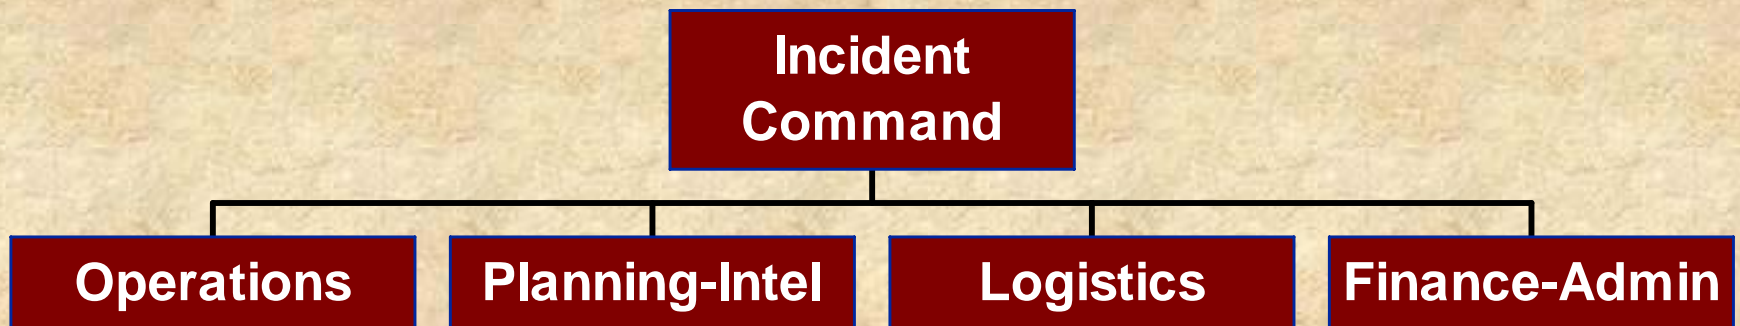 Incident
Command
Operations
Planning-Intel
Logistics
Finance-Admin